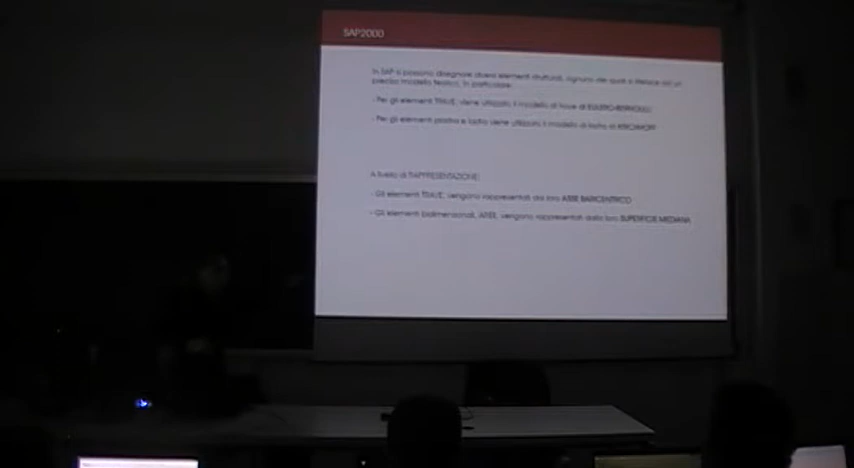 SAP2000
In SAP si possono disegnare diversi elementi strutturali, ognuno dei quali si riferisce ad un
preciso modello teorico. In particolare:
- Per gli elementi TRAVE, viene utilizzato il modello di trave di EULERO-BERNOULLI
- Per gli elementi piastra e lastra viene utilizzato il modello di lastra di KIRCHHOFF
A livello di RAPPRESENTAZIONE:
- Gli elementi TRAVE, vengono rappresentati dal loro ASSE BARICENTRICO
- Gli elementi bidimensionali, AREE, vengono rappresentati dalla loro SUPERFICIE MEDIANA